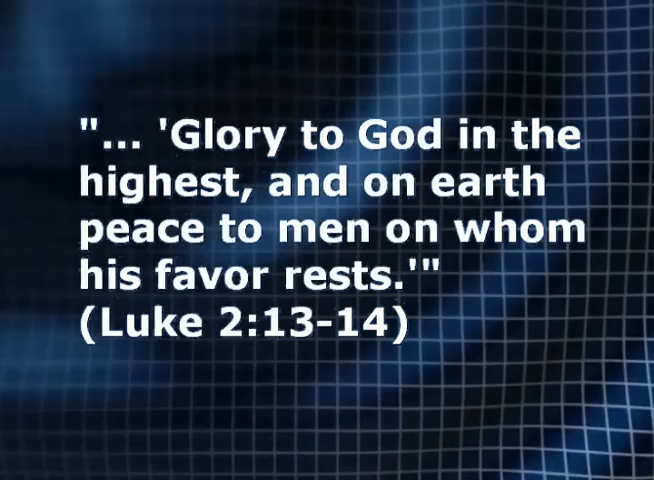 "... 'Glory to God in the
highest, and on earth
peace to men on whom
his favor rests.'"
(Luke 2:13-14)